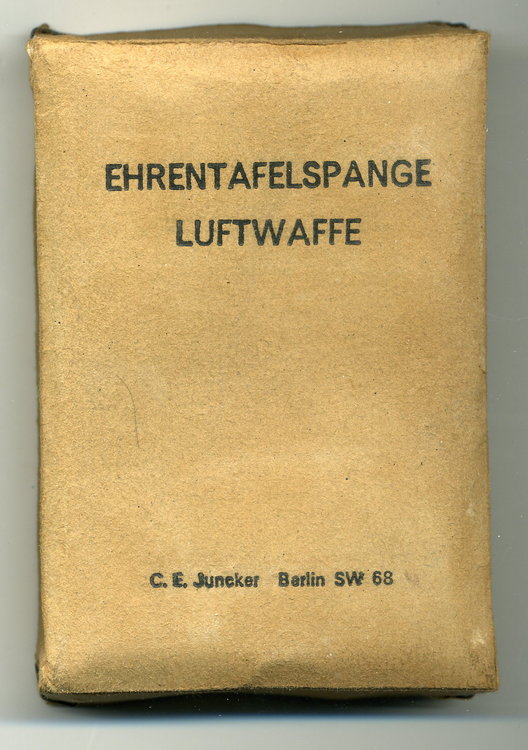 EHRENTAFELSPANGE
LUFTWAFFE
C. E. Juncker Berlin SW 68